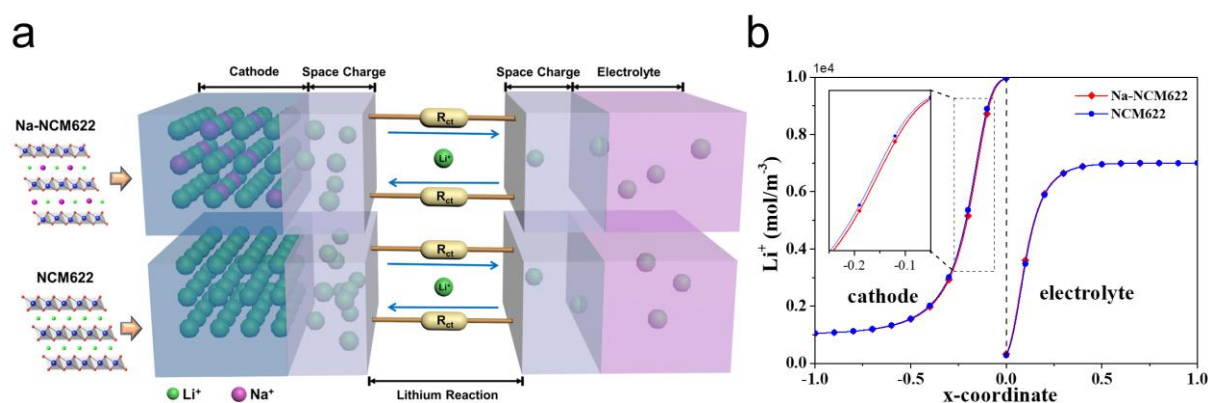 a
Cathode
Space Charge
Space Charge
Electrolyte
Na-NCM622
Rct
Li+
Rct
NCM622
Rct
Li+
Rct
Li+
Na+
Lithium Reaction
b
1e4
1.0
0.8
0.6
0.4
0.2
0.0
Li+ (mol/m-3)
Na-NCM622
NCM622
-0.2
-0.1
cathode
electrolyte
-1.0
-0.5
0.0
0.5
1.0
x-coordinate